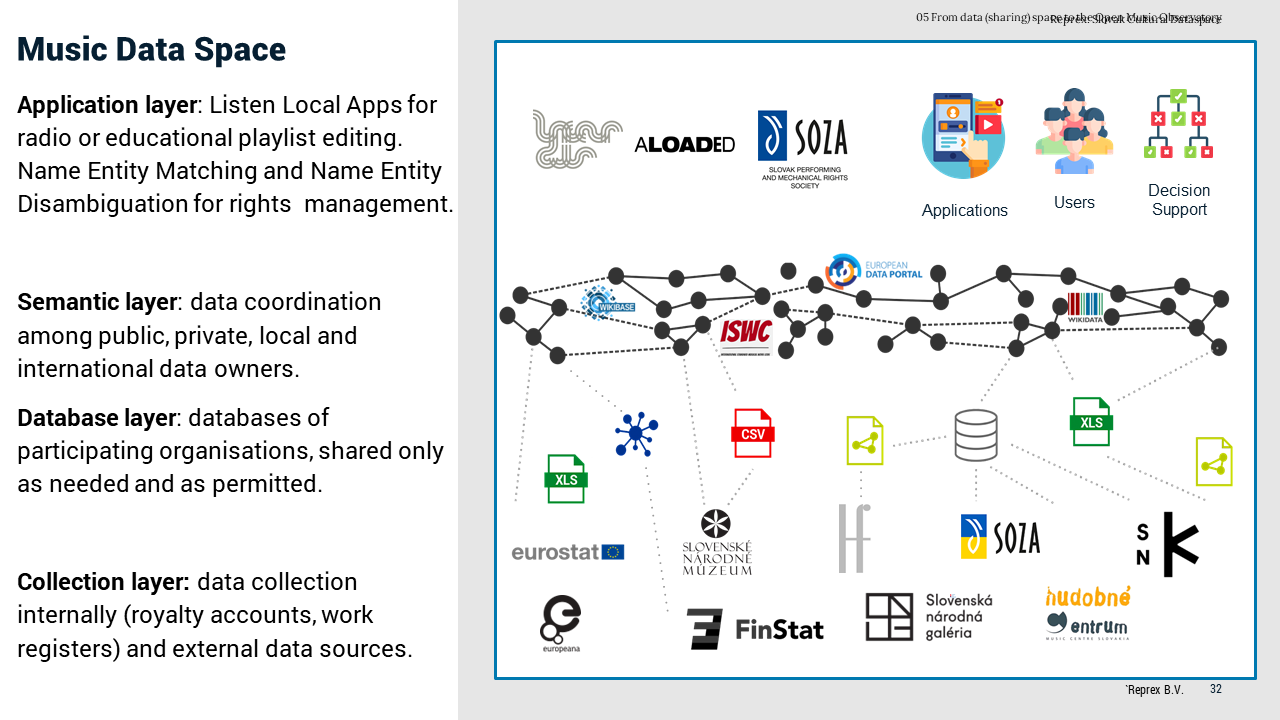 05 From data (sharing) space to the Open Music Observatory
Reprex: Slovak Cultural Dataspace
Music Data Space
Application layer: Listen Local Apps for
radio or educational playlist editing.
Name Entity Matching and Name Entity
Disambiguation for rights management.
Semantic layer: data coordination
among public, private, local and
international data owners.
Database layer: databases of
participating organisations, shared only
as needed and as permitted.
Collection layer: data collection
internally (royalty accounts, work
registers) and external data sources.
ALOADED
SOZA
SLOVAK PERFORMING
AND MECHANICAL RIGHTS
SOCIETY
1
Applications
Users
Decision
Support
EUROPEAN
DATA PORTAL
WIKIBASE
ISWC
WIKIDATA
XLS
CSV
XLS
eurostat
SLOVENSKÉ
NÁRODNÉ
MÚZEUM
Hf
SOZA
S
N K
europeana
FinStat
Slovenská
národná
galéria
hudobné
centrum
MUSIC CENTRE SLOVAKIA
`Reprex B.V.
32